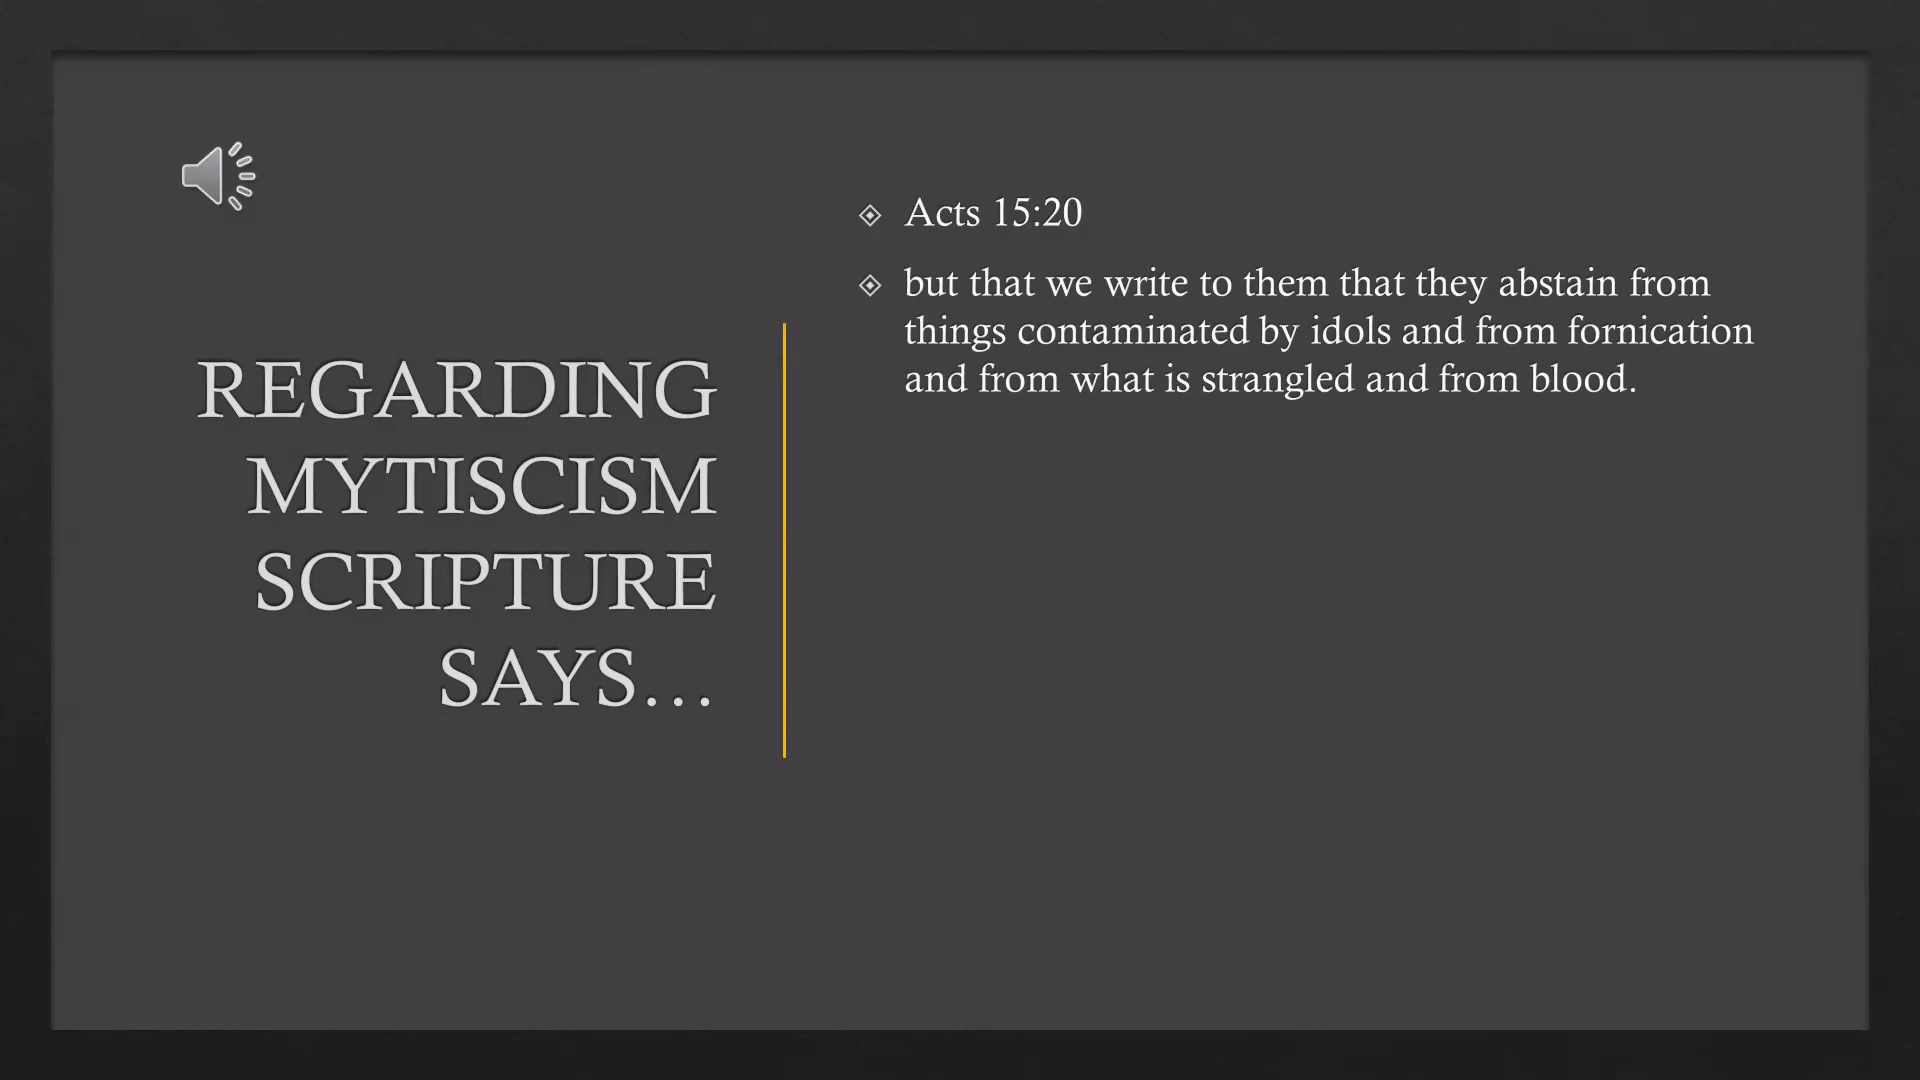 REGARDING
MYTISCISM
SCRIPTURE
SAYS…
Acts 15:20
but that we write to them that they abstain from
things contaminated by idols and from fornication
and from what is strangled and from blood.